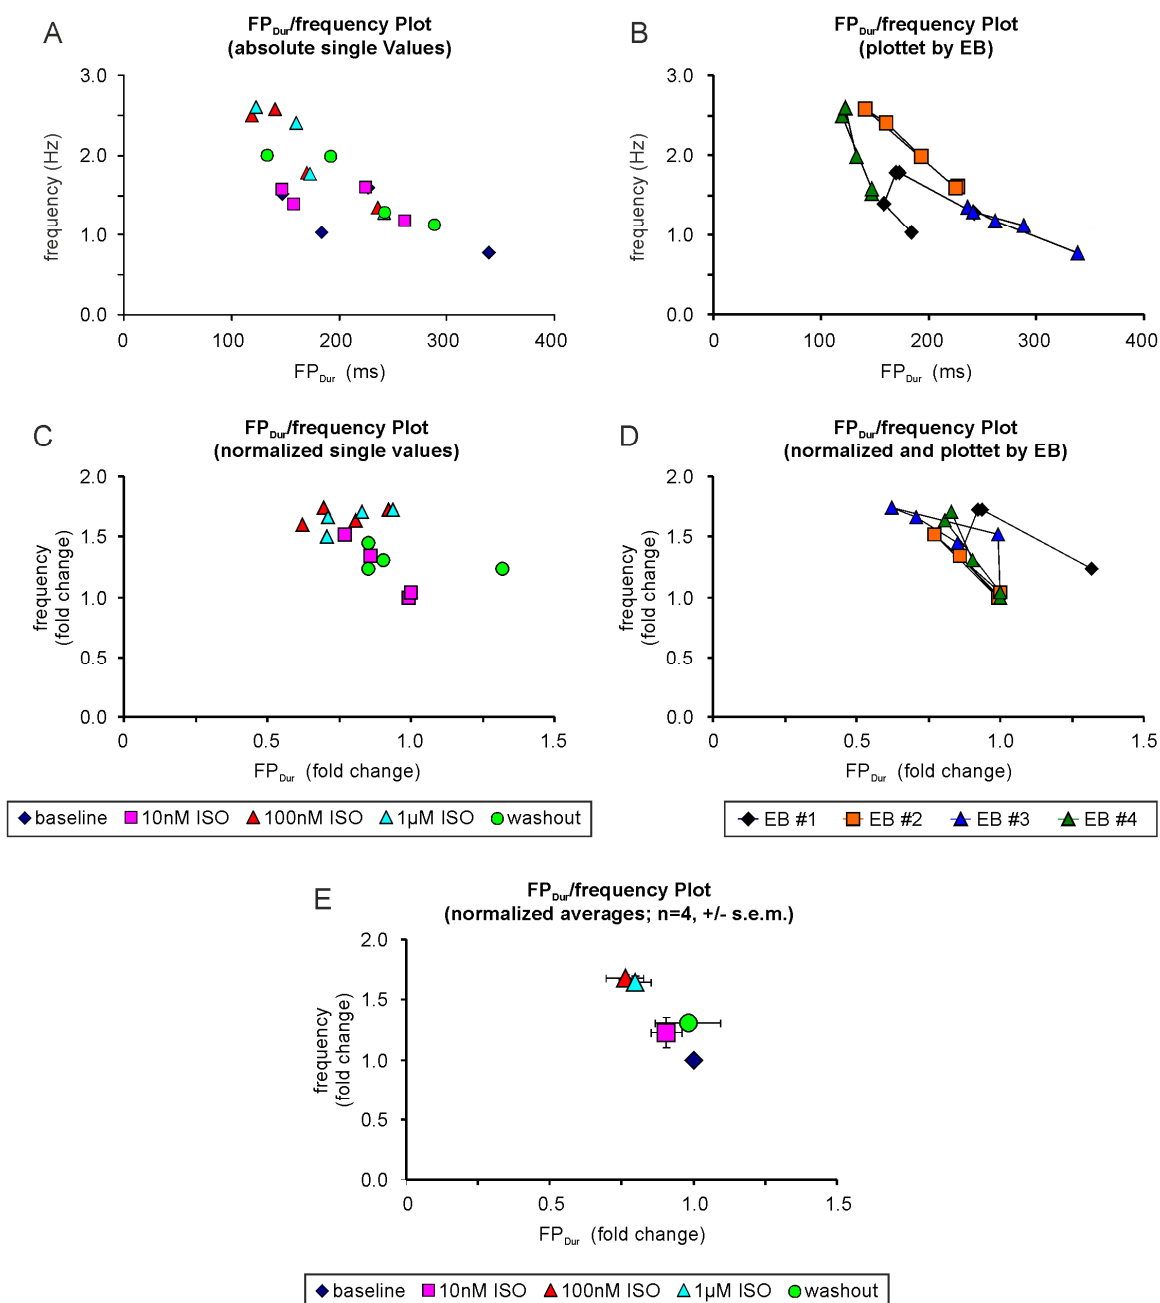 A
FPDur/frequency Plot
(absolute single Values)
3.0
2.0
1.0
0.0
frequency (Hz)
0 100 200 300 400
FPDur (ms)
B
FPDur/frequency Plot
(plottet by EB)
3.0
2.0
1.0
0.0
frequency (Hz)
0 100 200 300 400
FPDur (ms)
C
FPDur/frequency Plot
(normalized single values)
2.0
1.5
1.0
0.5
0.0
frequency
(fold change)
0 0.5 1.0 1.5
FPDur (fold change)
D
FPDur/frequency Plot
(normalized and plottet by EB)
2.0
1.5
1.0
0.5
0.0
frequency
(fold change)
0 0.5 1.0 1.5
FPDur (fold change)
baseline 10nM ISO 100nM ISO 1µM ISO washout
EB #1 EB #2 EB #3 EB #4
E
FPDur/frequency Plot
(normalized averages; n=4, +/- s.e.m.)
2.0
1.5
1.0
0.5
0.0
frequency
(fold change)
0 0.5 1.0 1.5
FPDur (fold change)
baseline 10nM ISO 100nM ISO 1µM ISO washout